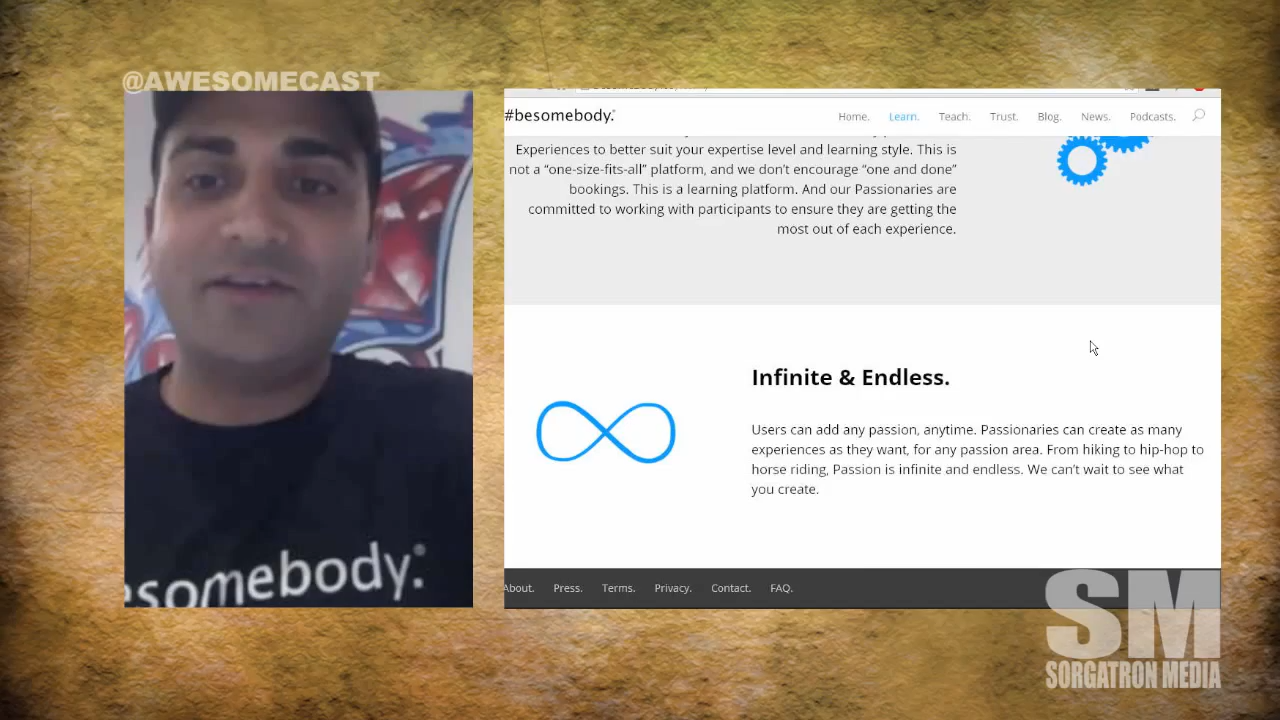 @AWESOMECAST
#besomebody.
Home. Learn. Teach. Trust. Blog. News. Podcasts.
Experiences to better suit your expertise level and learning style. This is
not a “one-size-fits-all” platform, and we don’t encourage “one and done”
bookings. This is a learning platform. And our Passionaries are
committed to working with participants to ensure they are getting the
most out of each experience.
Infinite & Endless.
Users can add any passion, anytime. Passionaries can create as many
experiences as they want, for any passion area. From hiking to hip-hop to
horse riding, Passion is infinite and endless. We can’t wait to see what
you create.
About. Press. Terms. Privacy. Contact. FAQ.
esomebody.
SM
SORGATRON MEDIA